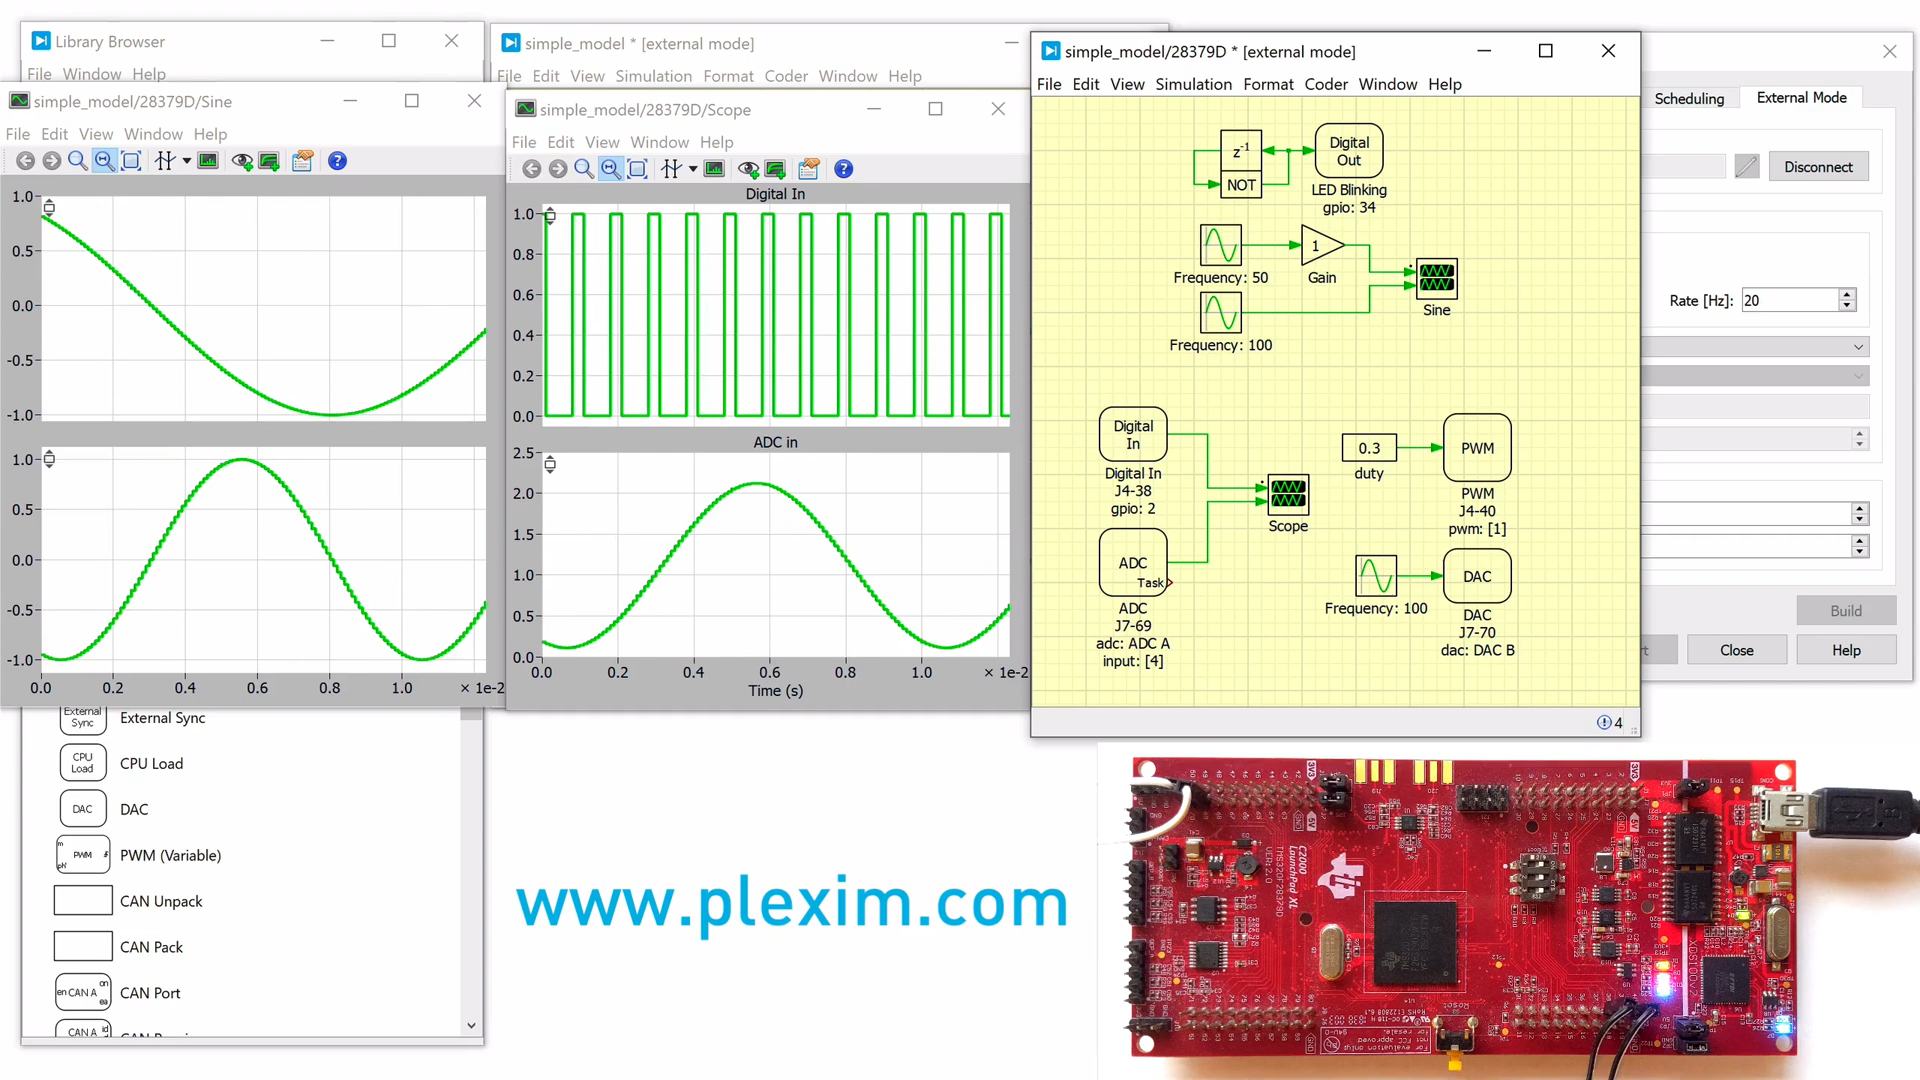 Library Browser
File Window Help
simple_model * [external mode]
File Edit View Simulation Format Coder Window Help
simple_model/28379D/Sine
File Edit View Window Help
1.0
0.5
0.0
-0.5
-1.0
1.0
0.5
0.0
-0.5
-1.0
0.0 0.2 0.4 0.6 0.8 1.0 × 1e-2
simple_model/28379D/Scope
File Edit View Window Help
Digital In
1.0
0.8
0.6
0.4
0.2
0.0
ADC in
2.5
2.0
1.5
1.0
0.5
0.0
0.0 0.2 0.4 0.6 0.8 × 1e-2
Time (s)
simple_model/28379D * [external mode]
File Edit View Simulation Format Coder Window Help
z-1
NOT
Digital
Out
LED Blinking
gpio: 34
Frequency: 50
1
Gain
Sine
Frequency: 100
Digital
In
Digital In
J4-38
gpio: 2
ADC
Task
ADC
J7-69
adc: ADC A
input: [4]
Scope
0.3
duty
PWM
PWM
J4-40
pwm: [1]
Frequency: 100
DAC
DAC
J7-70
dac: DAC B
4
Scheduling External Mode
Disconnect
Rate [Hz]: 20
Build
Close Help
External
Sync
External Sync
CPU
Load
CPU Load
DAC
DAC
PWM
PWM (Variable)
CAN Unpack
CAN Pack
en CAN A on
CAN Port
www.plexim.com
C2000
LaunchPad XL
TMS320F28379D
VER:2.0
XDS100v2
Reset